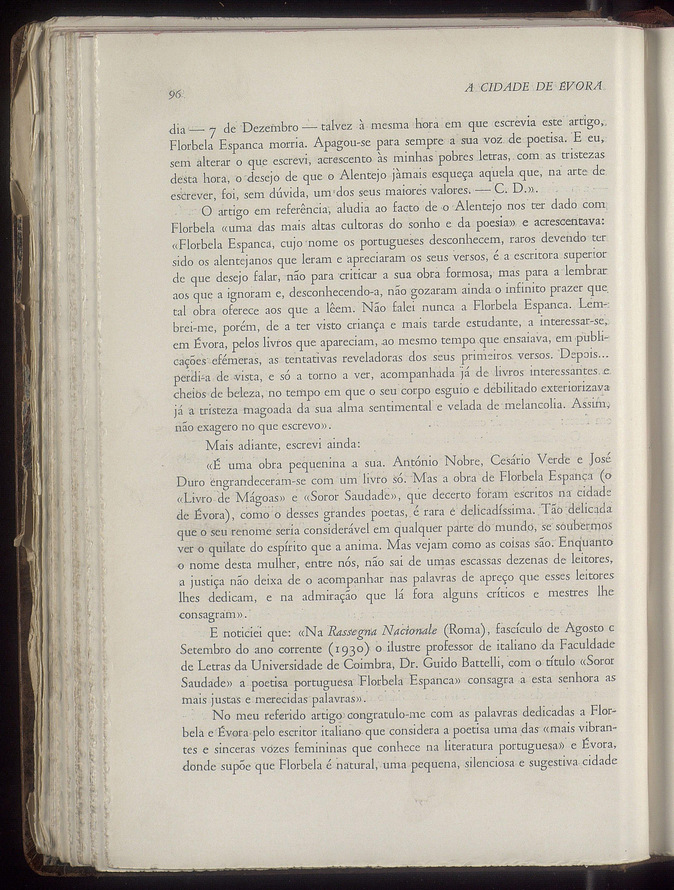 96
A CIDADE DE ÉVORA
dia — 7 de Dezembro — talvez à mesma hora em que escrevia este artigo,
Florbela Espanca morria. Apagou-se para sempre a sua voz de poetisa. E eu,
sem alterar o que escrevi, acrescento às minhas pobres letras, com as tristezas
desta hora, o desejo de que o Alentejo jàmais esqueça aquela que, na arte de
escrever, foi, sem dúvida, um dos seus maiores valores. — C. D.».
O artigo em referência, aludia ao facto de o Alentejo nos ter dado com
Florbela «uma das mais altas cultoras do sonho e da poesia» e acrescentava:
«Florbela Espanca, cujo nome os portugueses desconhecem, raros devendo ter
sido os alentejanos que leram e apreciaram os seus versos, é a escritora superior
de que desejo falar, não para criticar a sua obra formosa, mas para a lembrar
aos que a ignoram e, desconhecendo-a, não gozaram ainda o infinito prazer que
tal obra oferece aos que a lêem. Não falei nunca a Florbela Espanca. Lem-
brei-me, porém, de a ter visto criança e mais tarde estudante, a interessar-se,
em Évora, pelos livros que apareciam, ao mesmo tempo que ensaiava, em publi-
cações efémeras, as tentativas reveladoras dos seus primeiros versos. Depois...
perdi-a de vista, e só a torno a ver, acompanhada já de livros interessantes e
cheios de beleza, no tempo em que o seu corpo esguio e debilitado exteriorizava
já a tristeza magoada da sua alma sentimental e velada de melancolia. Assim,
não exagero no que escrevo».
Mais adiante, escrevi ainda:
«É uma obra pequenina a sua. António Nobre, Cesário Verde e José
Duro engrandeceram-se com um livro só. Mas a obra de Florbela Espança (o
«Livro de Mágoas» e «Soror Saudade», que decerto foram escritos na cidade
de Évora), como o desses grandes poetas, é rara e delicadíssima. Tão delicada
que o seu renome seria considerável em qualquer parte do mundo, se soubermos
ver o quilate do espírito que a anima. Mas vejam como as coisas são. Enquanto
o nome desta mulher, entre nós, não sai de umas escassas dezenas de leitores,
a justiça não deixa de o acompanhar nas palavras de apreço que esses leitores
lhes dedicam, e na admiração que lá fora alguns críticos e mestres lhe
consagram».
E noticiei que: «Na Rassegna Nacionale (Roma), fascículo de Agosto e
Setembro do ano corrente (1930) o ilustre professor de italiano da Faculdade
de Letras da Universidade de Coimbra, Dr. Guido Battelli, com o título «Soror
Saudade» a poetisa portuguesa Florbela Espanca» consagra a esta senhora as
mais justas e merecidas palavras».
No meu referido artigo congratulo-me com as palavras dedicadas a Flor-
bela e Évora pelo escritor italiano que considera a poetisa uma das «mais vibran-
tes e sinceras vozes femininas que conhece na literatura portuguesa» e Évora,
donde supõe que Florbela é natural, uma pequena, silenciosa e sugestiva cidade